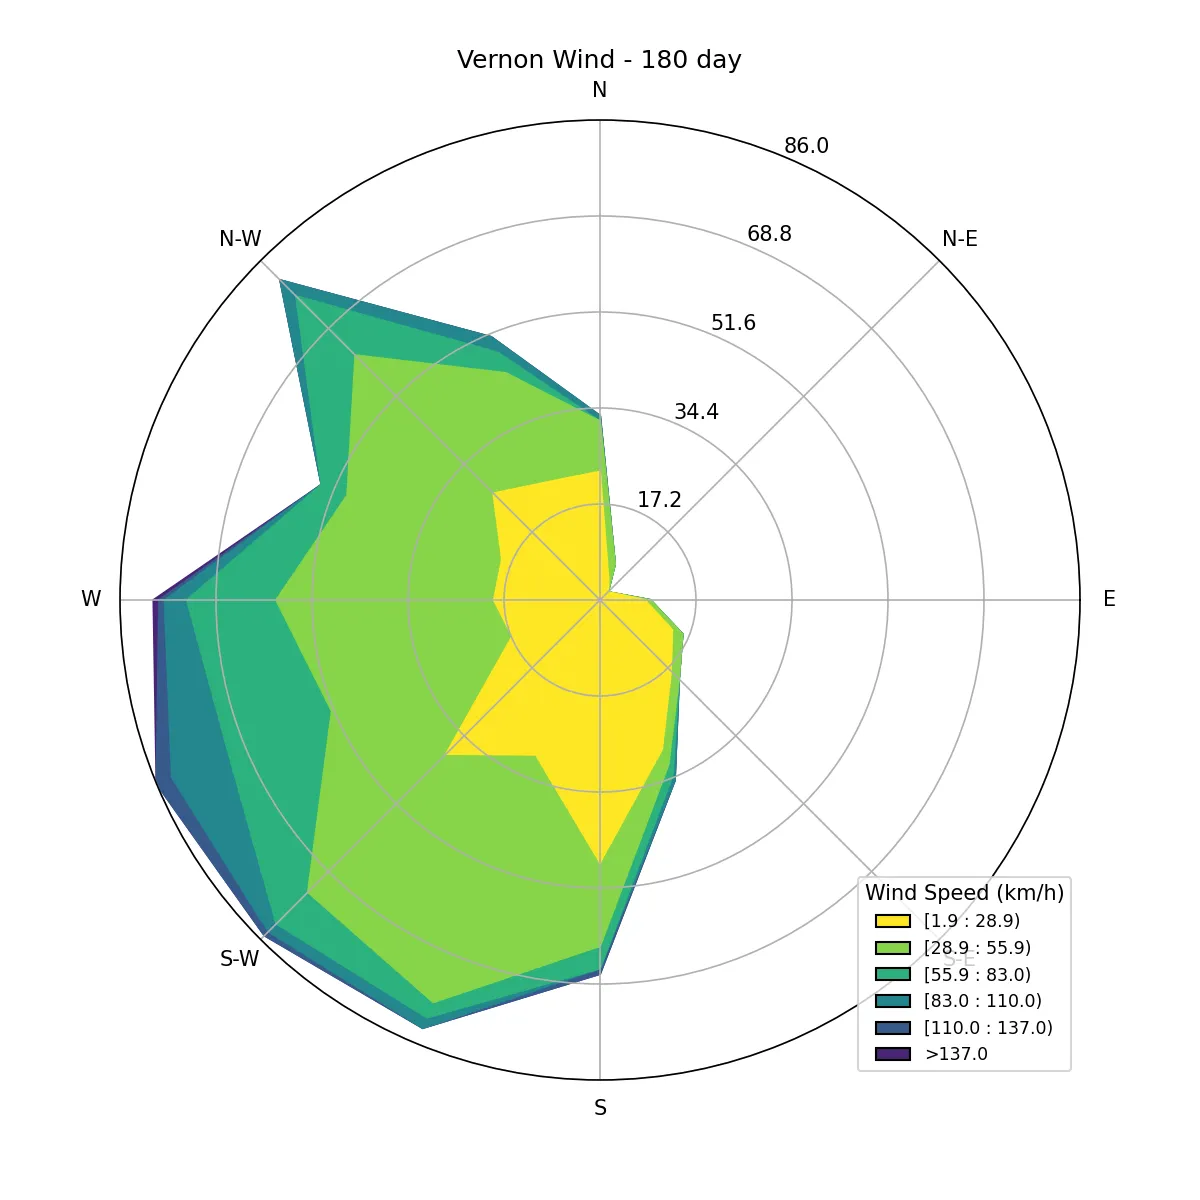 Vernon Wind - 180 day
N
86.0
N-W
N-E
68.8
51.6
34.4
17.2
W
E
S-W
S-E
S
Wind Speed (km/h)
[1.9 : 28.9)
[28.9 : 55.9)
[55.9 : 83.0)
[83.0 : 110.0)
[110.0 : 137.0)
>137.0